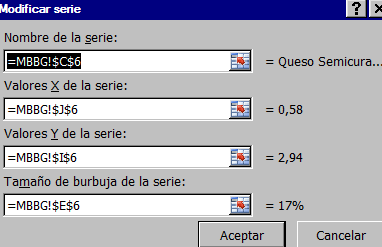 Modificar serie
Nombre de la serie:
=MBBG!$C$6 = Queso Semicura...
Valores X de la serie:
=MBBG!$J$6 = 0,58
Valores Y de la serie:
=MBBG!$I$6 = 2,94
Tamaño de burbuja de la serie:
=MBBG!$E$6 = 17%
Aceptar Cancelar